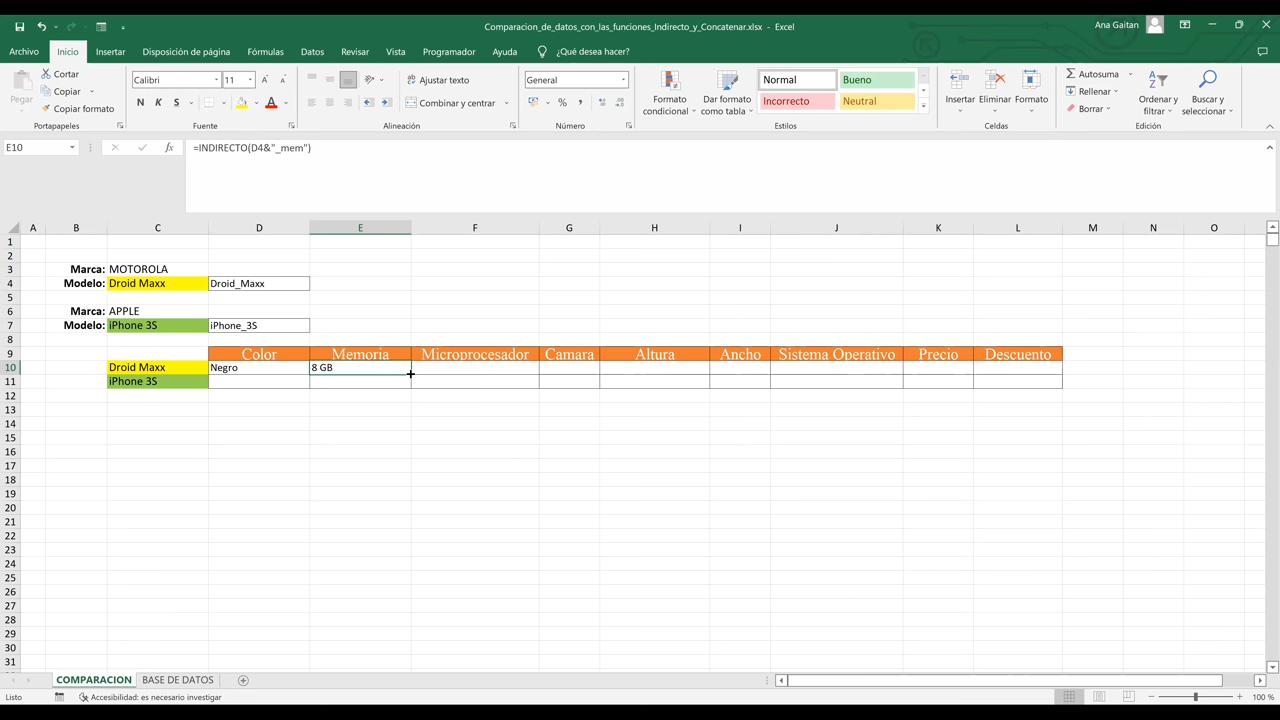 Comparacion_de_datos_con_las_funciones_Indirecto_y_Concatenar.xlsx - Excel
Ana Gaitan
Archivo Inicio Insertar Disposición de página Fórmulas Datos Revisar Vista Programador Ayuda ¿Qué desea hacer?
Pegar
Cortar
Copiar
Copiar formato
Portapapeles
Calibri 11
N K S
Fuente
Ajustar texto
Combinar y centrar
Alineación
General
% 000
Número
Formato condicional
Dar formato como tabla
Normal Bueno
Incorrecto Neutral
Estilos
Insertar Eliminar Formato
Celdas
Autosuma
Rellenar
Borrar
Ordenar y filtrar
Buscar y seleccionar
Edición
E10 fx =INDIRECTO(D4&"_mem")
A B C D E F G H I J K L M N O
1
2
3 Marca: MOTOROLA
4 Modelo: Droid Maxx Droid_Maxx
5
6 Marca: APPLE
7 Modelo: iPhone 3S iPhone_3S
8
9 Color Memoria Microprocesador Camara Altura Ancho Sistema Operativo Precio Descuento
10 Droid Maxx Negro 8 GB
11 iPhone 3S
12
13
14
15
16
17
18
19
20
21
22
23
24
25
26
27
28
29
30
31
COMPARACION BASE DE DATOS
Listo Accesibilidad: es necesario investigar 100 %